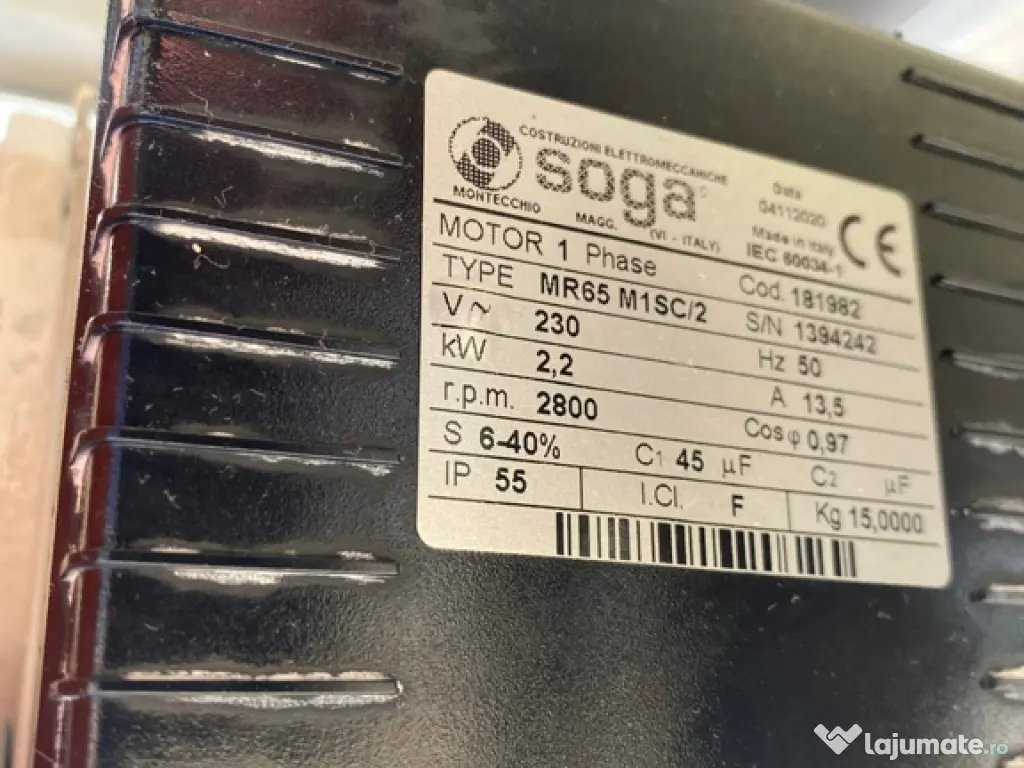 COSTRUZIONI ELETTROMECCANICHE
soga
MONTECCHIO MAGG. (VI - ITALY)
Data
04112020
Made in Italy
IEC 60034-1
CE
MOTOR 1 Phase Cod. 181982
TYPE MR65 M1SC/2 S/N 1394242
V~ 230 Hz 50
kW 2,2 A 13,5
r.p.m. 2800 Cos φ 0,97
S 6-40% C1 45 µF C2 µF
IP 55 I.Cl. F Kg 15,0000
lajumate.ro